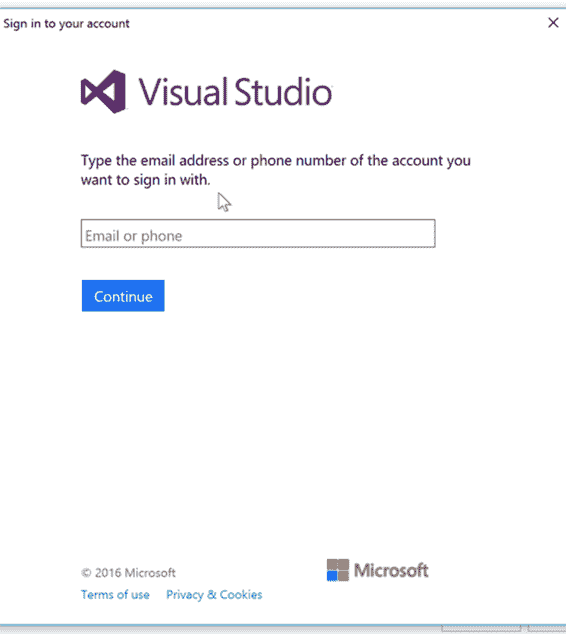 Sign in to your account
Visual Studio
Type the email address or phone number of the account you
want to sign in with.
Email or phone
Continue
© 2016 Microsoft
Microsoft
Terms of use Privacy & Cookies